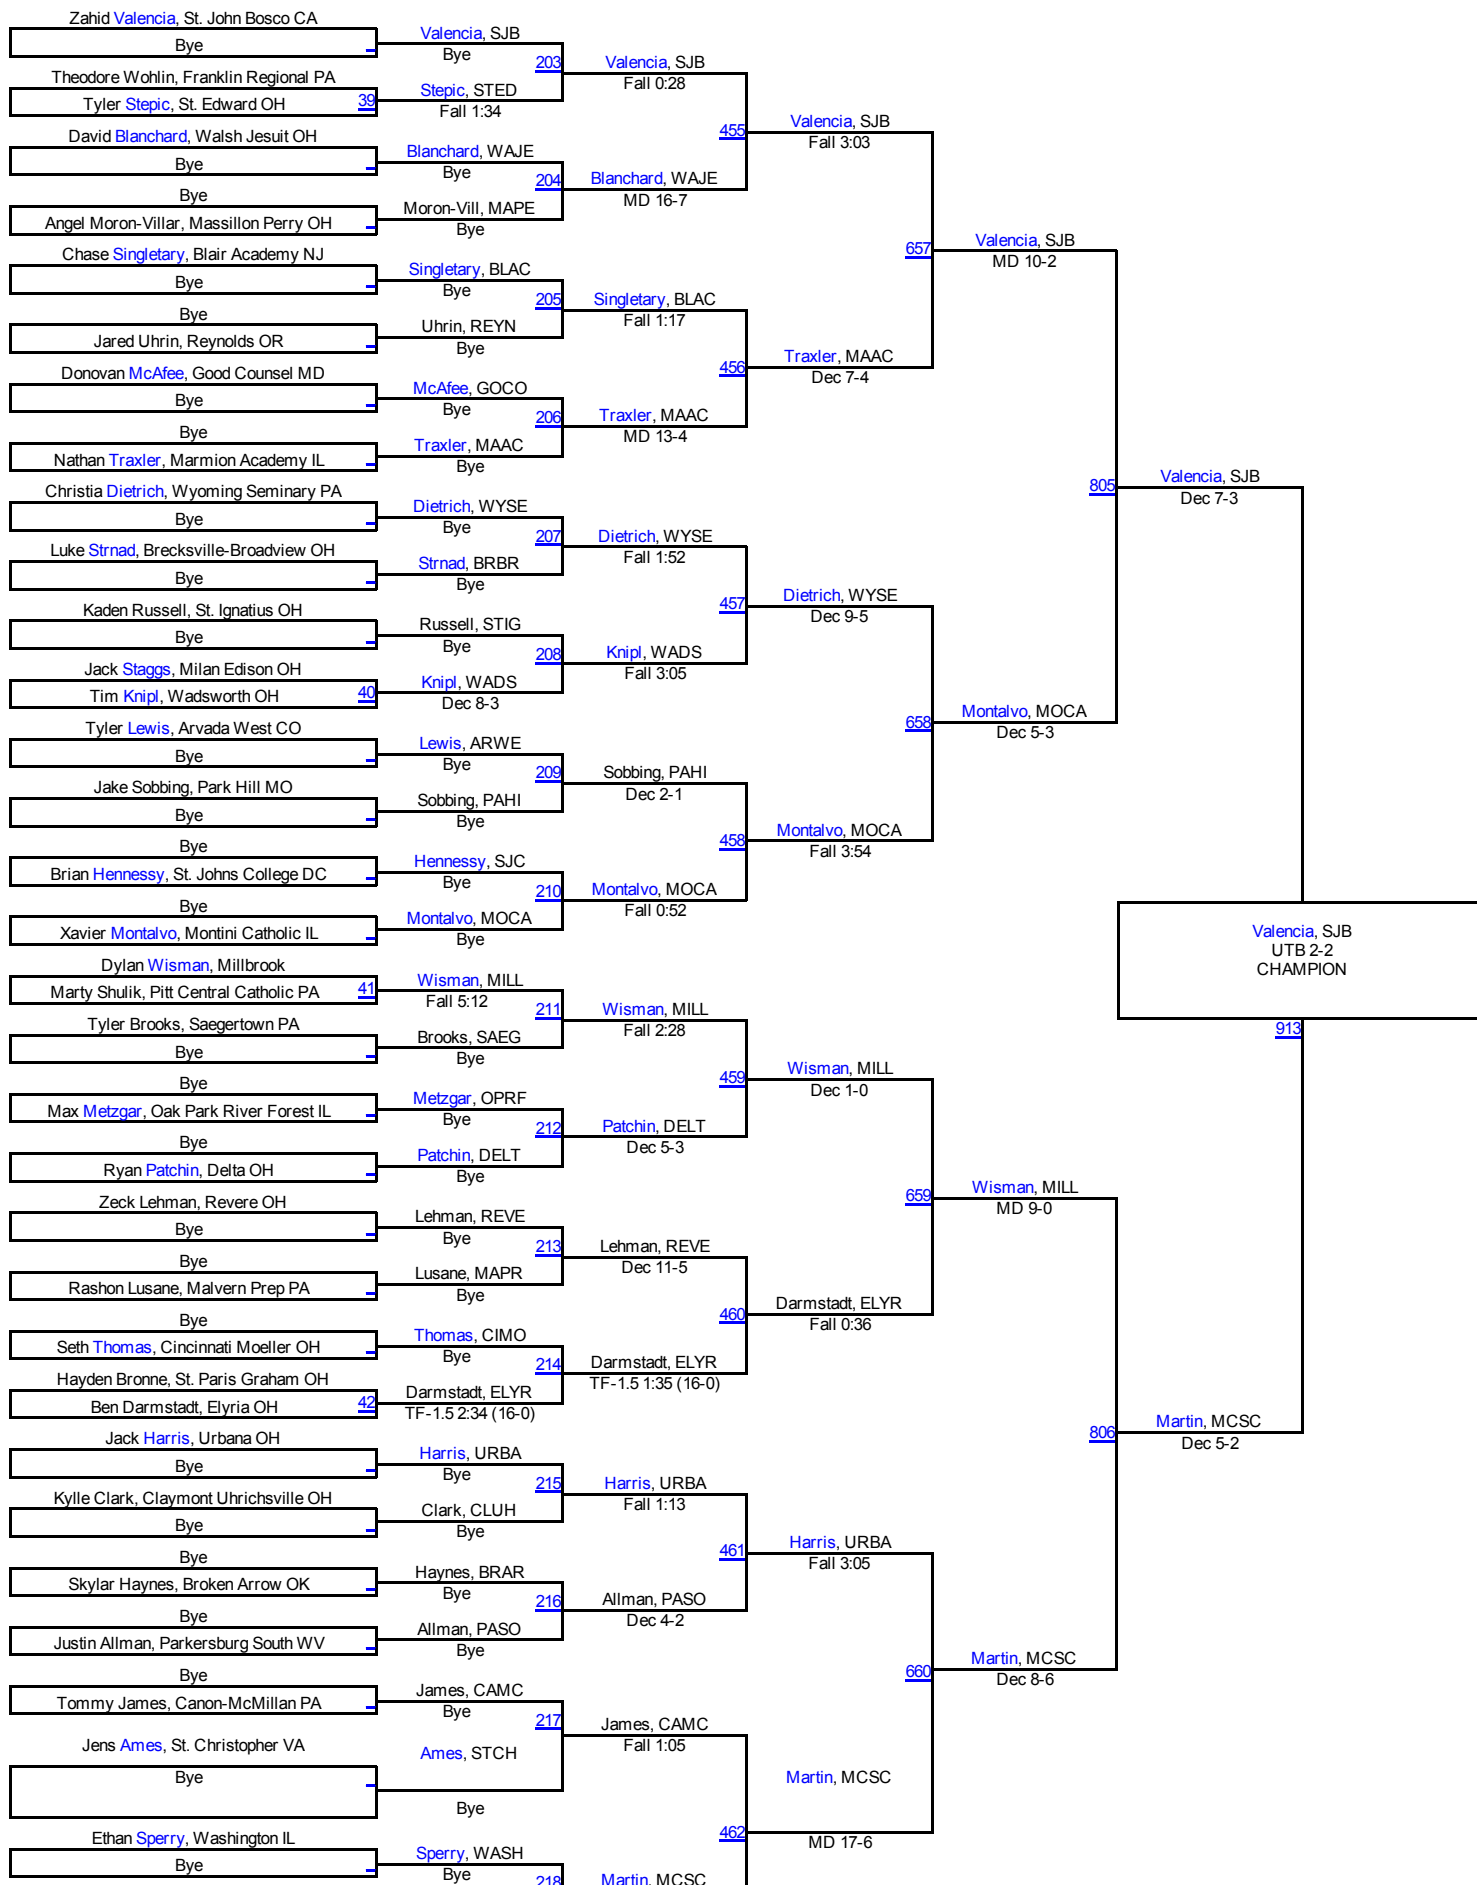 Zahid Valencia, St. John Bosco CA
Bye
Theodore Wohlin, Franklin Regional PA
Tyler Stepic, St. Edward OH 39
David Blanchard, Walsh Jesuit OH
Bye
Bye
Angel Moron-Villar, Massillon Perry OH
Chase Singletary, Blair Academy NJ
Bye
Bye
Jared Uhrin, Reynolds OR
Donovan McAfee, Good Counsel MD
Bye
Bye
Nathan Traxler, Marmion Academy IL
Christia Dietrich, Wyoming Seminary PA
Bye
Luke Strnad, Brecksville-Broadview OH
Bye
Kaden Russell, St. Ignatius OH
Bye
Jack Staggs, Milan Edison OH
Tim Knipl, Wadsworth OH 40
Tyler Lewis, Arvada West CO
Bye
Jake Sobbing, Park Hill MO
Bye
Bye
Brian Hennessy, St. Johns College DC
Bye
Xavier Montalvo, Montini Catholic IL
Dylan Wisman, Millbrook
Marty Shulik, Pitt Central Catholic PA 41
Tyler Brooks, Saegertown PA
Bye
Bye
Max Metzgar, Oak Park River Forest IL
Bye
Ryan Patchin, Delta OH
Zeck Lehman, Revere OH
Bye
Bye
Rashon Lusane, Malvern Prep PA
Bye
Seth Thomas, Cincinnati Moeller OH
Hayden Bronne, St. Paris Graham OH
Ben Darmstadt, Elyria OH 42
Jack Harris, Urbana OH
Bye
Kylle Clark, Claymont Uhrichsville OH
Bye
Bye
Skylar Haynes, Broken Arrow OK
Bye
Justin Allman, Parkersburg South WV
Bye
Tommy James, Canon-McMillan PA
Jens Ames, St. Christopher VA
Bye
Ethan Sperry, Washington IL
Bye
Valencia, SJB
Bye
203
Stepic, STED
Fall 1:34
Blanchard, WAJE
Bye
204
Moron-Vill, MAPE
Bye
Singletary, BLAC
Bye
205
Uhrin, REYN
Bye
McAfee, GOCO
Bye
206
Traxler, MAAC
Bye
Dietrich, WYSE
Bye
207
Strnad, BRBR
Bye
Russell, STIG
Bye
208
Knipl, WADS
Dec 8-3
Lewis, ARWE
Bye
209
Sobbing, PAHI
Bye
Hennessy, SJC
Bye
210
Montalvo, MOCA
Bye
Wisman, MILL
Fall 5:12
211
Brooks, SAEG
Bye
Metzgar, OPRF
Bye
212
Patchin, DELT
Bye
Lehman, REVE
Bye
213
Lusane, MAPR
Bye
Thomas, CIMO
Bye
214
Darmstadt, ELYR
TF-1.5 2:34 (16-0)
Harris, URBA
Bye
215
Clark, CLUH
Bye
Haynes, BRAR
Bye
216
Allman, PASO
Bye
James, CAMC
Bye
217
Ames, STCH
Bye
Sperry, WASH
Bye
218
Valencia, SJB
Fall 0:28
455
Blanchard, WAJE
MD 16-7
Singletary, BLAC
Fall 1:17
456
Traxler, MAAC
MD 13-4
Dietrich, WYSE
Fall 1:52
457
Knipl, WADS
Fall 3:05
Sobbing, PAHI
Dec 2-1
458
Montalvo, MOCA
Fall 0:52
Wisman, MILL
Fall 2:28
459
Patchin, DELT
Dec 5-3
Lehman, REVE
Dec 11-5
460
Darmstadt, ELYR
TF-1.5 1:35 (16-0)
Harris, URBA
Fall 1:13
461
Allman, PASO
Dec 4-2
James, CAMC
Fall 1:05
462
Martin, MCSC
Valencia, SJB
Fall 3:03
657
Traxler, MAAC
Dec 7-4
Dietrich, WYSE
Dec 9-5
658
Montalvo, MOCA
Fall 3:54
Wisman, MILL
Dec 1-0
659
Darmstadt, ELYR
Fall 0:36
Harris, URBA
Fall 3:05
660
Martin, MCSC
MD 17-6
Valencia, SJB
MD 10-2
805
Montalvo, MOCA
Dec 5-3
Wisman, MILL
MD 9-0
806
Martin, MCSC
Dec 8-6
Valencia, SJB
Dec 7-3
Valencia, SJB
UTB 2-2
CHAMPION
913
Martin, MCSC
Dec 5-2